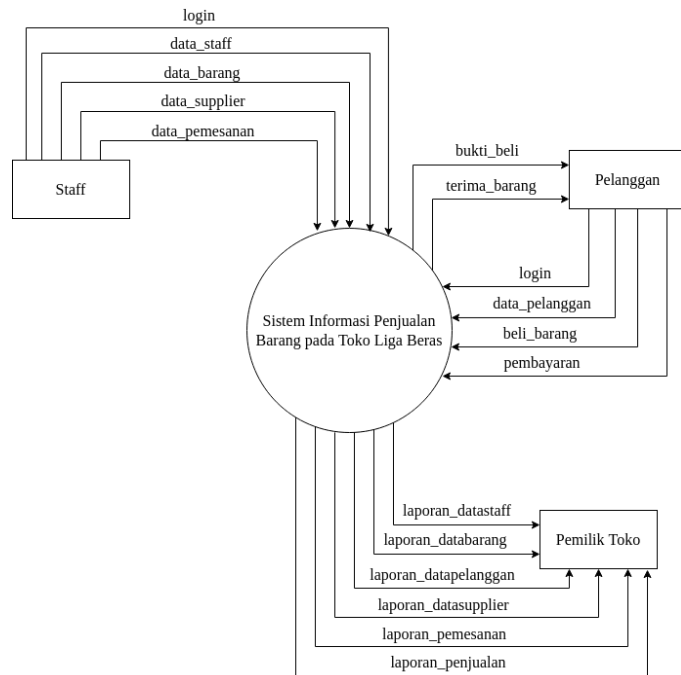 login
data_staff
data_barang
data_supplier
data_pemesanan
Staff
bukti_beli
terima_barang
Pelanggan
login
data_pelanggan
beli_barang
pembayaran
Sistem Informasi Penjualan
Barang pada Toko Liga Beras
laporan_datastaff
laporan_databarang
laporan_datapelanggan
laporan_datasupplier
laporan_pemesanan
laporan_penjualan
Pemilik Toko